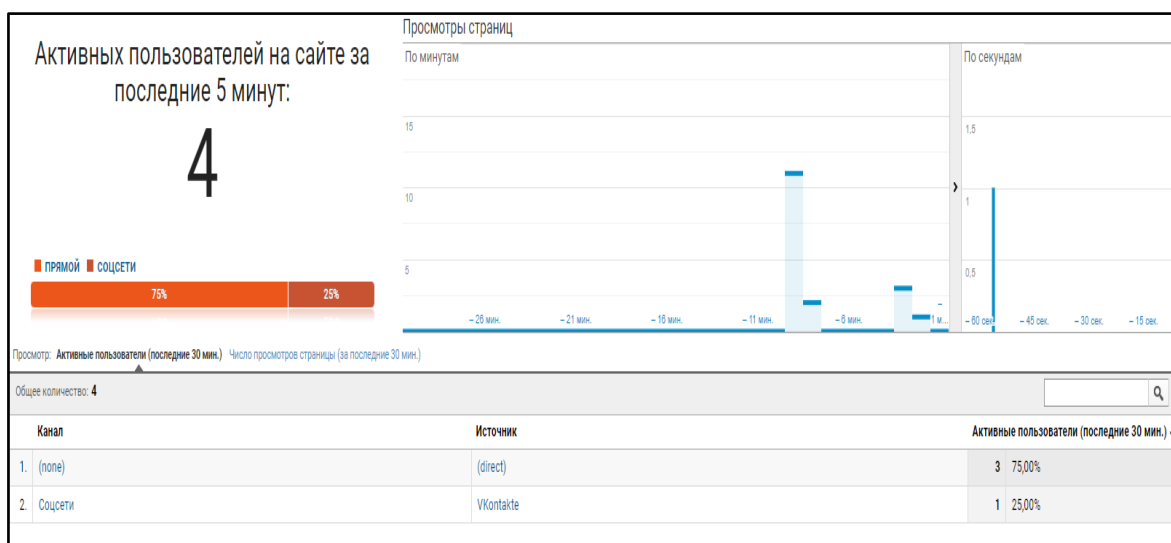 Активных пользователей на сайте за
последние 5 минут:
4
ПРЯМОЙ СОЦСЕТИ
75% 25%
Просмотры страниц
По минутам
15
10
5
– 26 мин. – 21 мин. – 16 мин. – 11 мин. – 6 мин. – 1 м...
По секундам
1,5
1
0,5
– 60 сек. – 45 сек. – 30 сек. – 15 сек.
Просмотр: Активные пользователи (последние 30 мин.) Число просмотров страницы (за последние 30 мин.)
Общее количество: 4
Канал Источник Активные пользователи (последние 30 мин.)
1. (none) (direct) 3 75,00%
2. Соцсети VKontakte 1 25,00%